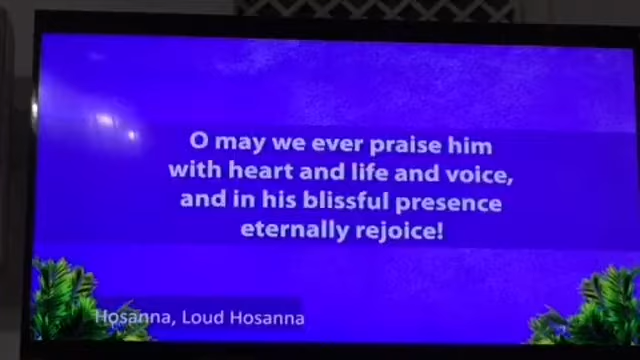 O may we ever praise him
with heart and life and voice,
and in his blissful presence
eternally rejoice!
Hosanna, Loud Hosanna